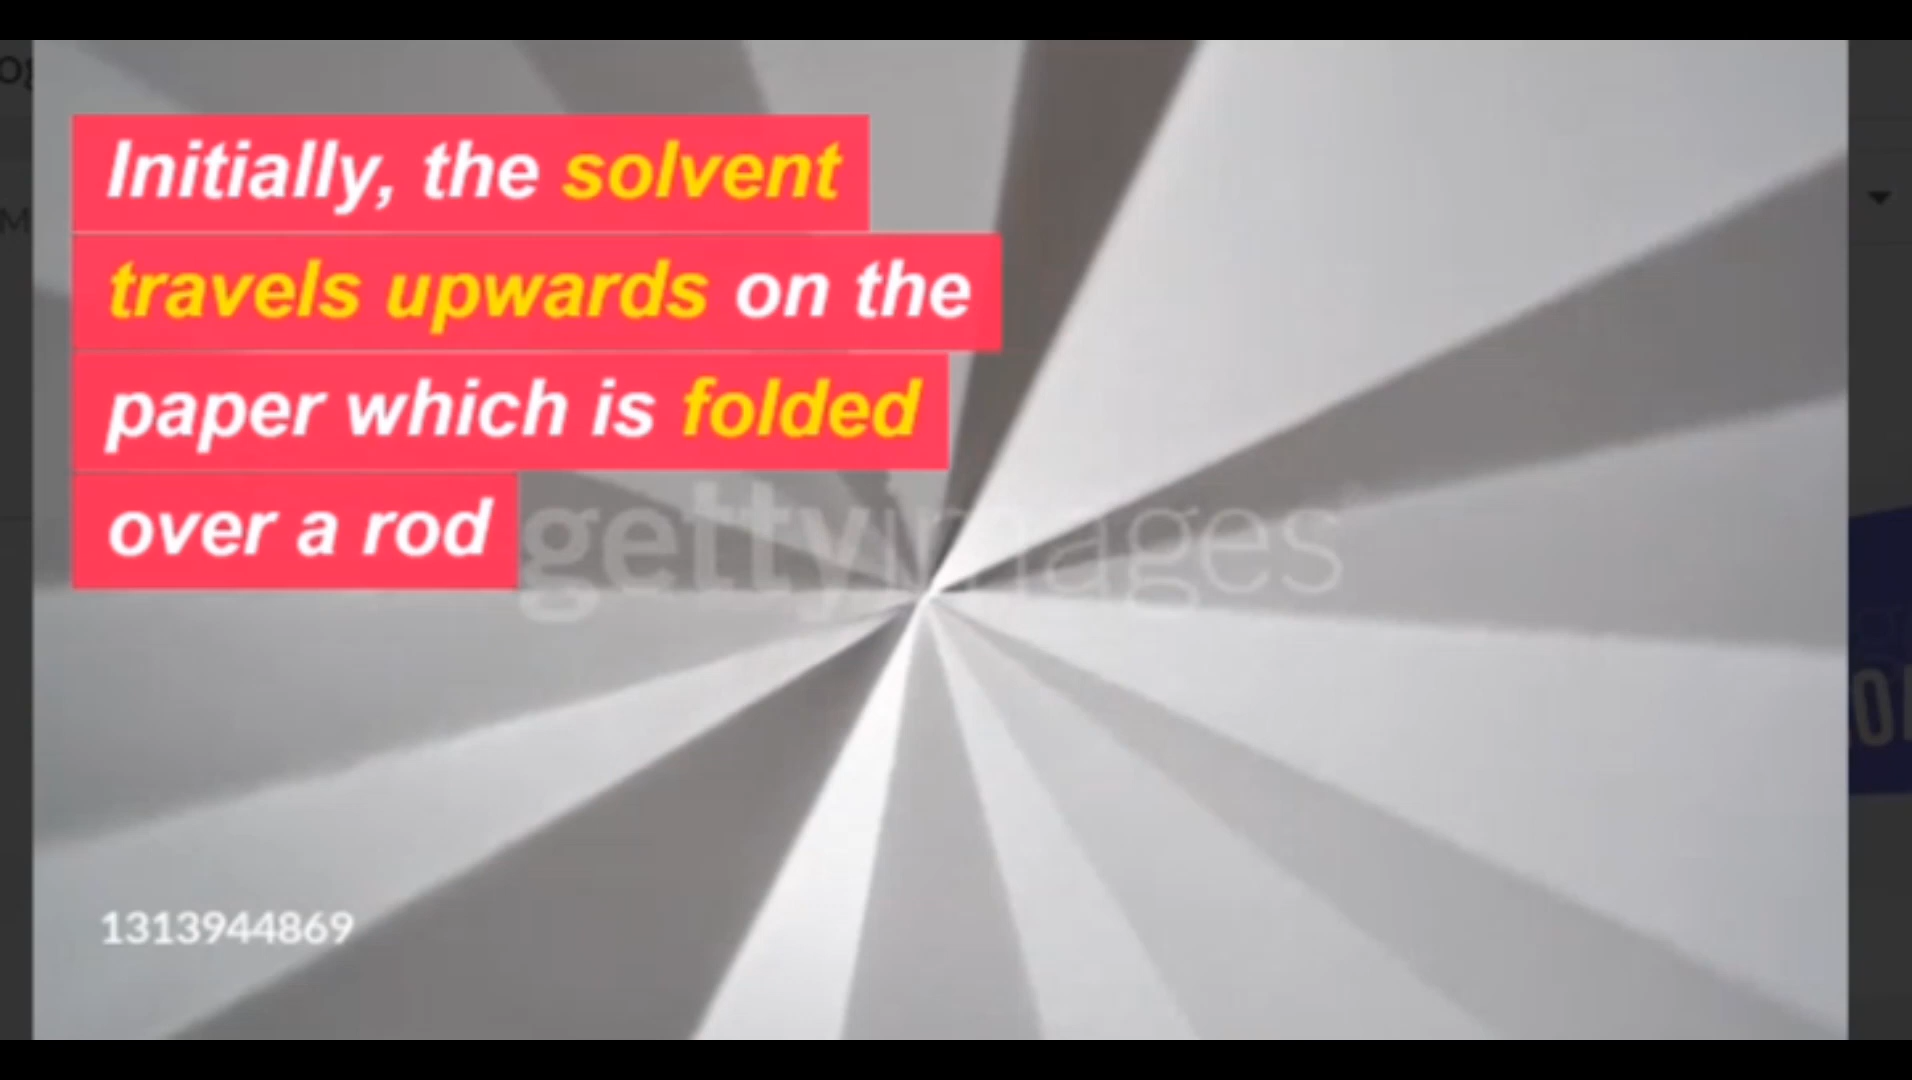 Initially, the solvent
travels upwards on the
paper which is folded
over a rod
gettyimages
1313944869